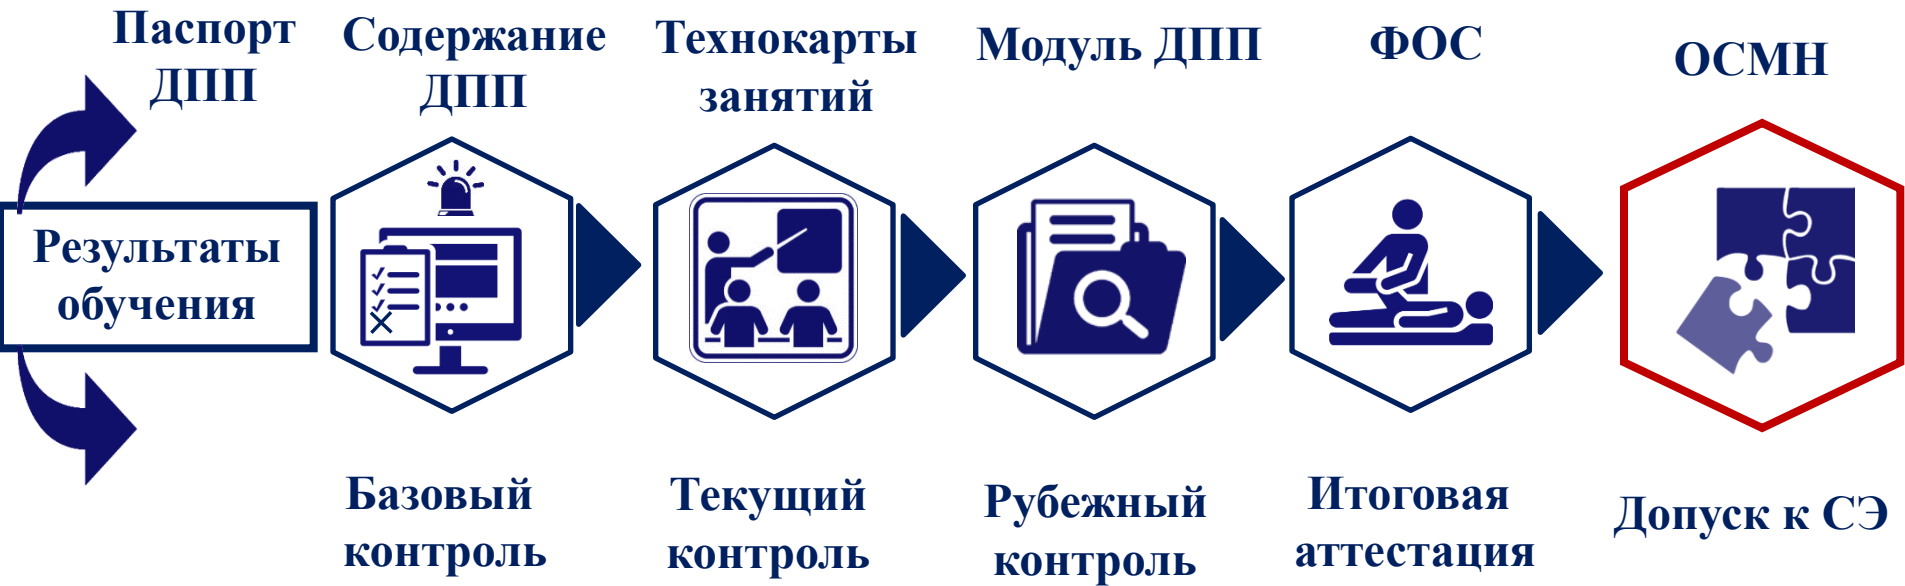 Паспорт
ДПП
Содержание
ДПП
Технокарты
занятий
Модуль ДПП
ФОС
ОСМН
Результаты
обучения
Базовый
контроль
Текущий
контроль
Рубежный
контроль
Итоговая
аттестация
Допуск к СЭ